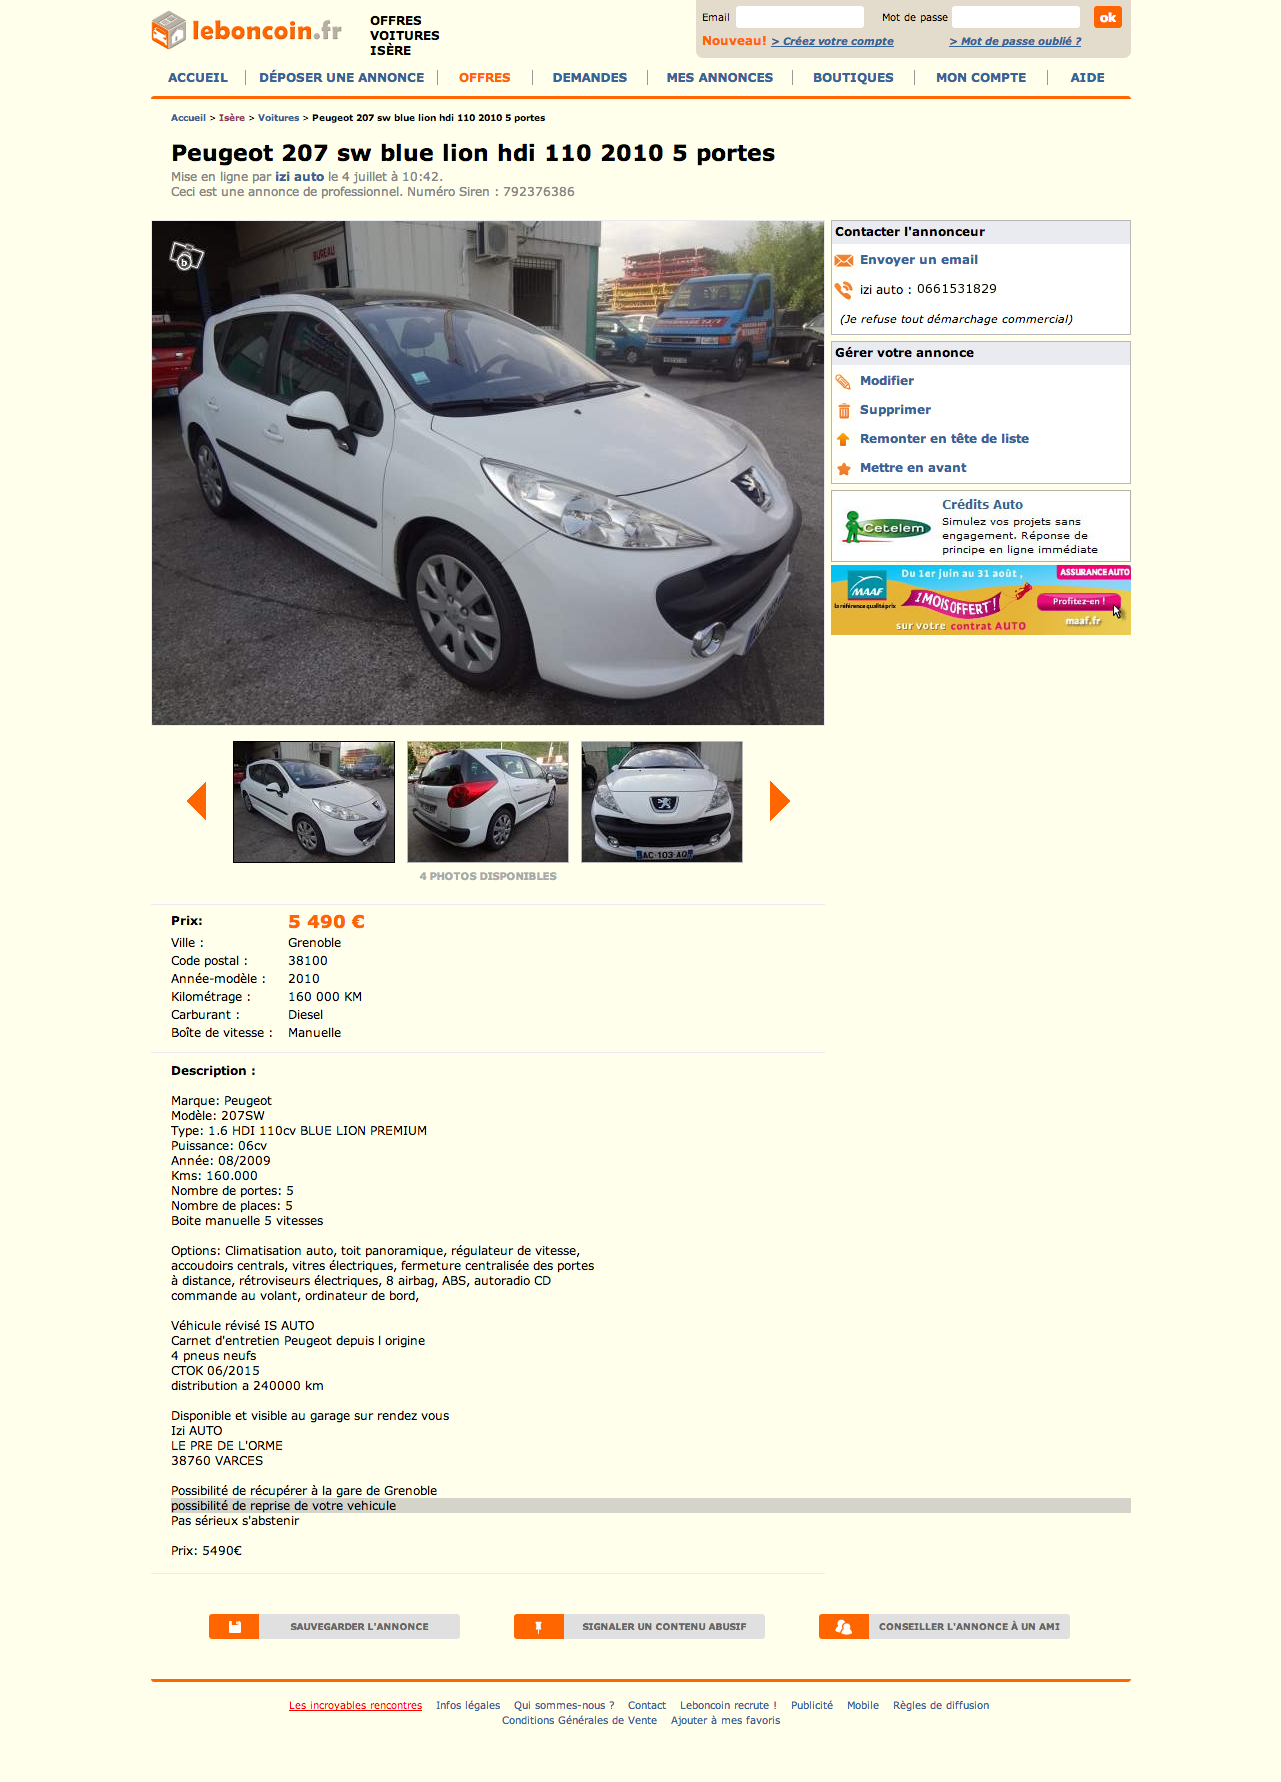 leboncoin.fr
OFFRES
VOITURES
ISÈRE
Email
Mot de passe
ok
Nouveau! > Créez votre compte
> Mot de passe oublié ?
ACCUEIL
DÉPOSER UNE ANNONCE
OFFRES
DEMANDES
MES ANNONCES
BOUTIQUES
MON COMPTE
AIDE
Accueil > Isère > Voitures > Peugeot 207 sw blue lion hdi 110 2010 5 portes
Peugeot 207 sw blue lion hdi 110 2010 5 portes
Mise en ligne par izi auto le 4 juillet à 10:42.
Ceci est une annonce de professionnel. Numéro Siren : 792376386
BUREAU
Contacter l'annonceur
Envoyer un email
izi auto : 0661531829
(Je refuse tout démarchage commercial)
Gérer votre annonce
Modifier
Supprimer
Remonter en tête de liste
Mettre en avant
Cetelem
Crédits Auto
Simulez vos projets sans
engagement. Réponse de
principe en ligne immédiate
MAAF
la référence qualité prix
Du 1er juin au 31 août,
1 MOIS OFFERT !
sur votre contrat AUTO
ASSURANCE AUTO
Profitez-en !
maaf.fr
AC 103 AQ
4 PHOTOS DISPONIBLES
Prix: 5 490 €
Ville : Grenoble
Code postal : 38100
Année-modèle : 2010
Kilométrage : 160 000 KM
Carburant : Diesel
Boîte de vitesse : Manuelle
Description :
Marque: Peugeot
Modèle: 207SW
Type: 1.6 HDI 110cv BLUE LION PREMIUM
Puissance: 06cv
Année: 08/2009
Kms: 160.000
Nombre de portes: 5
Nombre de places: 5
Boite manuelle 5 vitesses
Options: Climatisation auto, toit panoramique, régulateur de vitesse,
accoudoirs centrals, vitres électriques, fermeture centralisée des portes
à distance, rétroviseurs électriques, 8 airbag, ABS, autoradio CD
commande au volant, ordinateur de bord,
Véhicule révisé IS AUTO
Carnet d'entretien Peugeot depuis l origine
4 pneus neufs
CTOK 06/2015
distribution a 240000 km
Disponible et visible au garage sur rendez vous
Izi AUTO
LE PRE DE L'ORME
38760 VARCES
Possibilité de récupérer à la gare de Grenoble
possibilité de reprise de votre vehicule
Pas sérieux s'abstenir
Prix: 5490€
SAUVEGARDER L'ANNONCE
SIGNALER UN CONTENU ABUSIF
CONSEILLER L'ANNONCE À UN AMI
Les incroyables rencontres
Infos légales
Qui sommes-nous ?
Contact
Leboncoin recrute !
Publicité
Mobile
Règles de diffusion
Conditions Générales de Vente
Ajouter à mes favoris